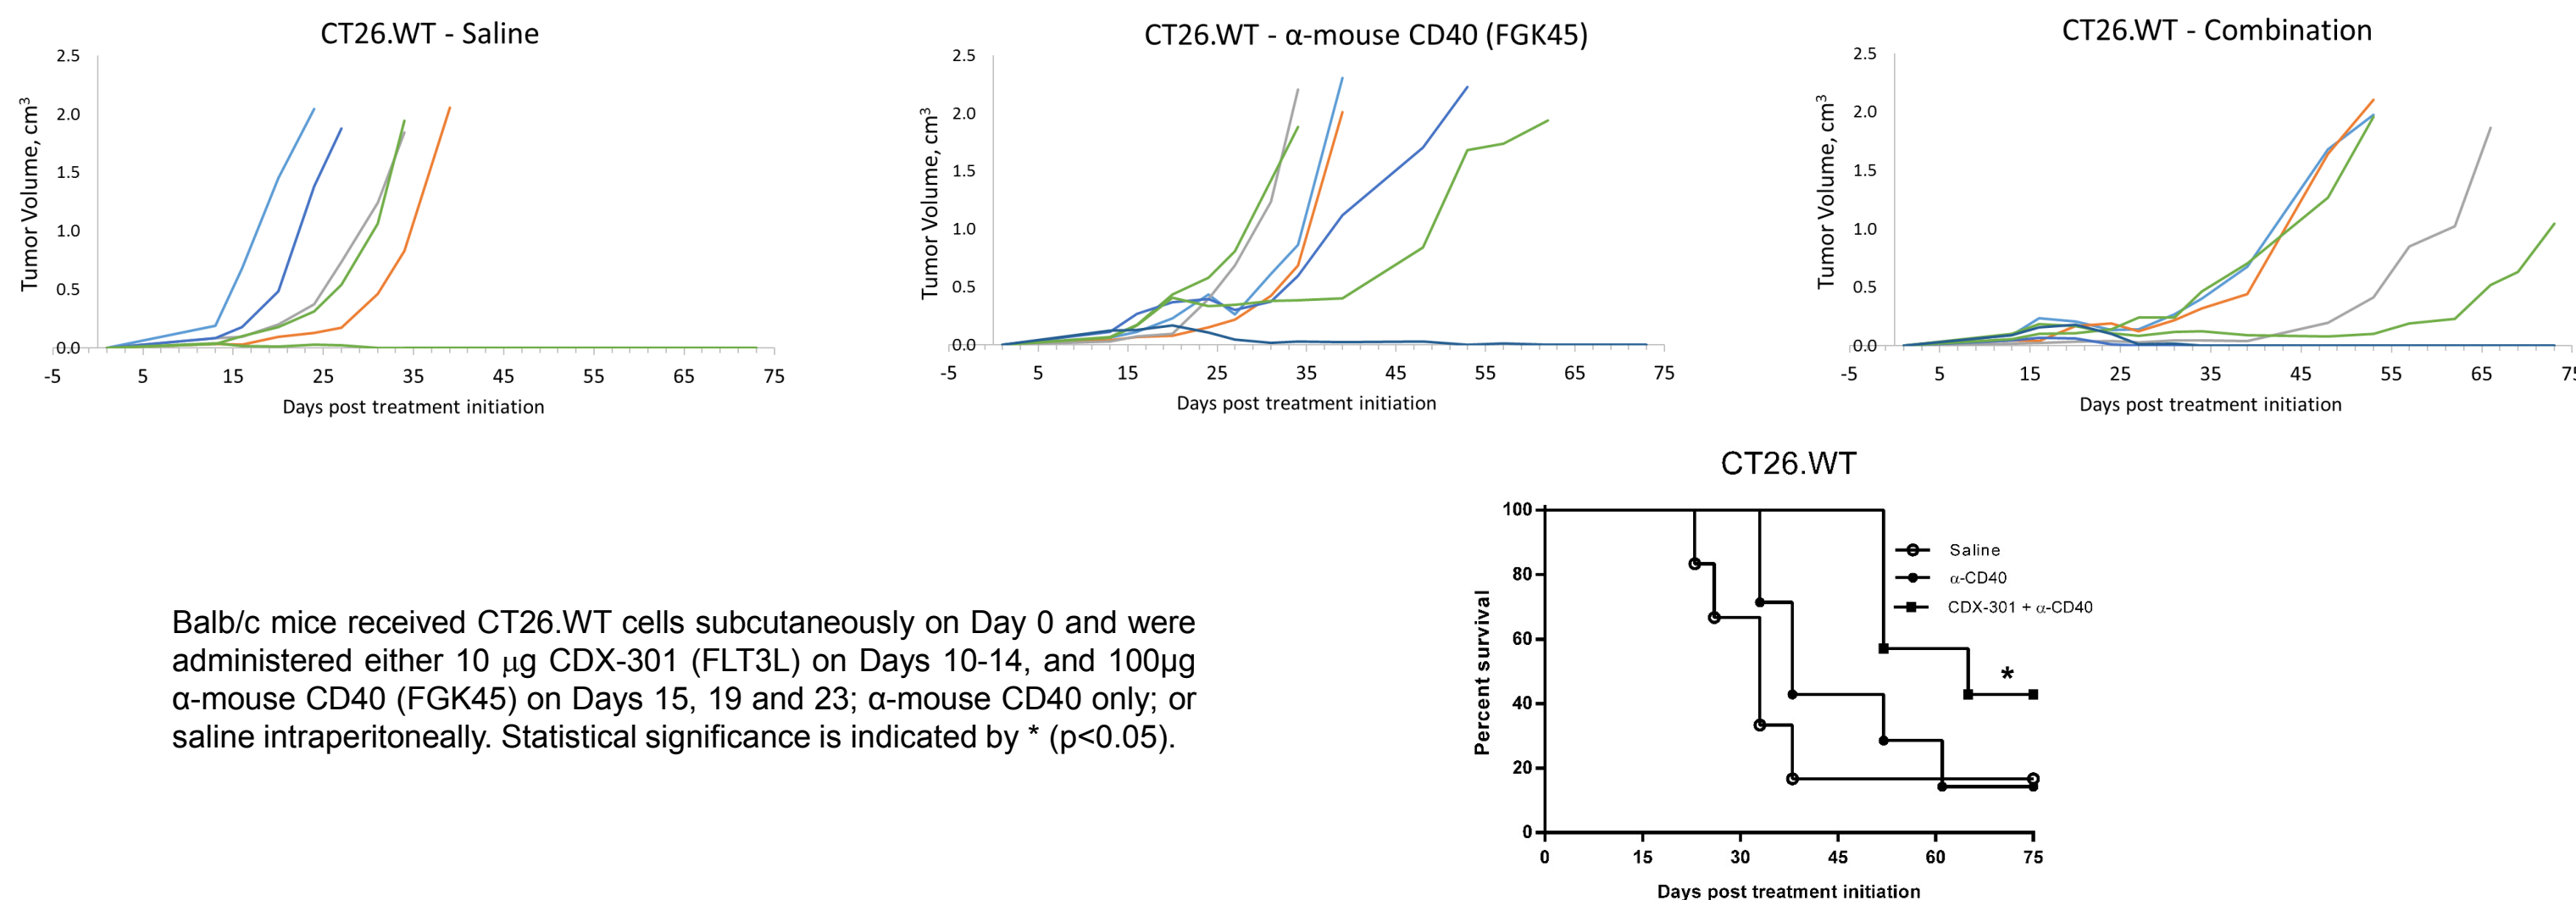 CT26.WT - Saline
2.5
2.0
1.5
1.0
0.5
0.0
Tumor Volume, cm³
-5 5 15 25 35 45 55 65 75
Days post treatment initiation
CT26.WT - α-mouse CD40 (FGK45)
2.5
2.0
1.5
1.0
0.5
0.0
Tumor Volume, cm³
-5 5 15 25 35 45 55 65 75
Days post treatment initiation
CT26.WT - Combination
2.5
2.0
1.5
1.0
0.5
0.0
Tumor Volume, cm³
-5 5 15 25 35 45 55 65 75
Days post treatment initiation
Balb/c mice received CT26.WT cells subcutaneously on Day 0 and were
administered either 10 μg CDX-301 (FLT3L) on Days 10-14, and 100μg
α-mouse CD40 (FGK45) on Days 15, 19 and 23; α-mouse CD40 only; or
saline intraperitoneally. Statistical significance is indicated by * (p<0.05).
CT26.WT
100
80
60
40
20
0
Percent survival
Saline
α-CD40
CDX-301 + α-CD40
*
0 15 30 45 60 75
Days post treatment initiation